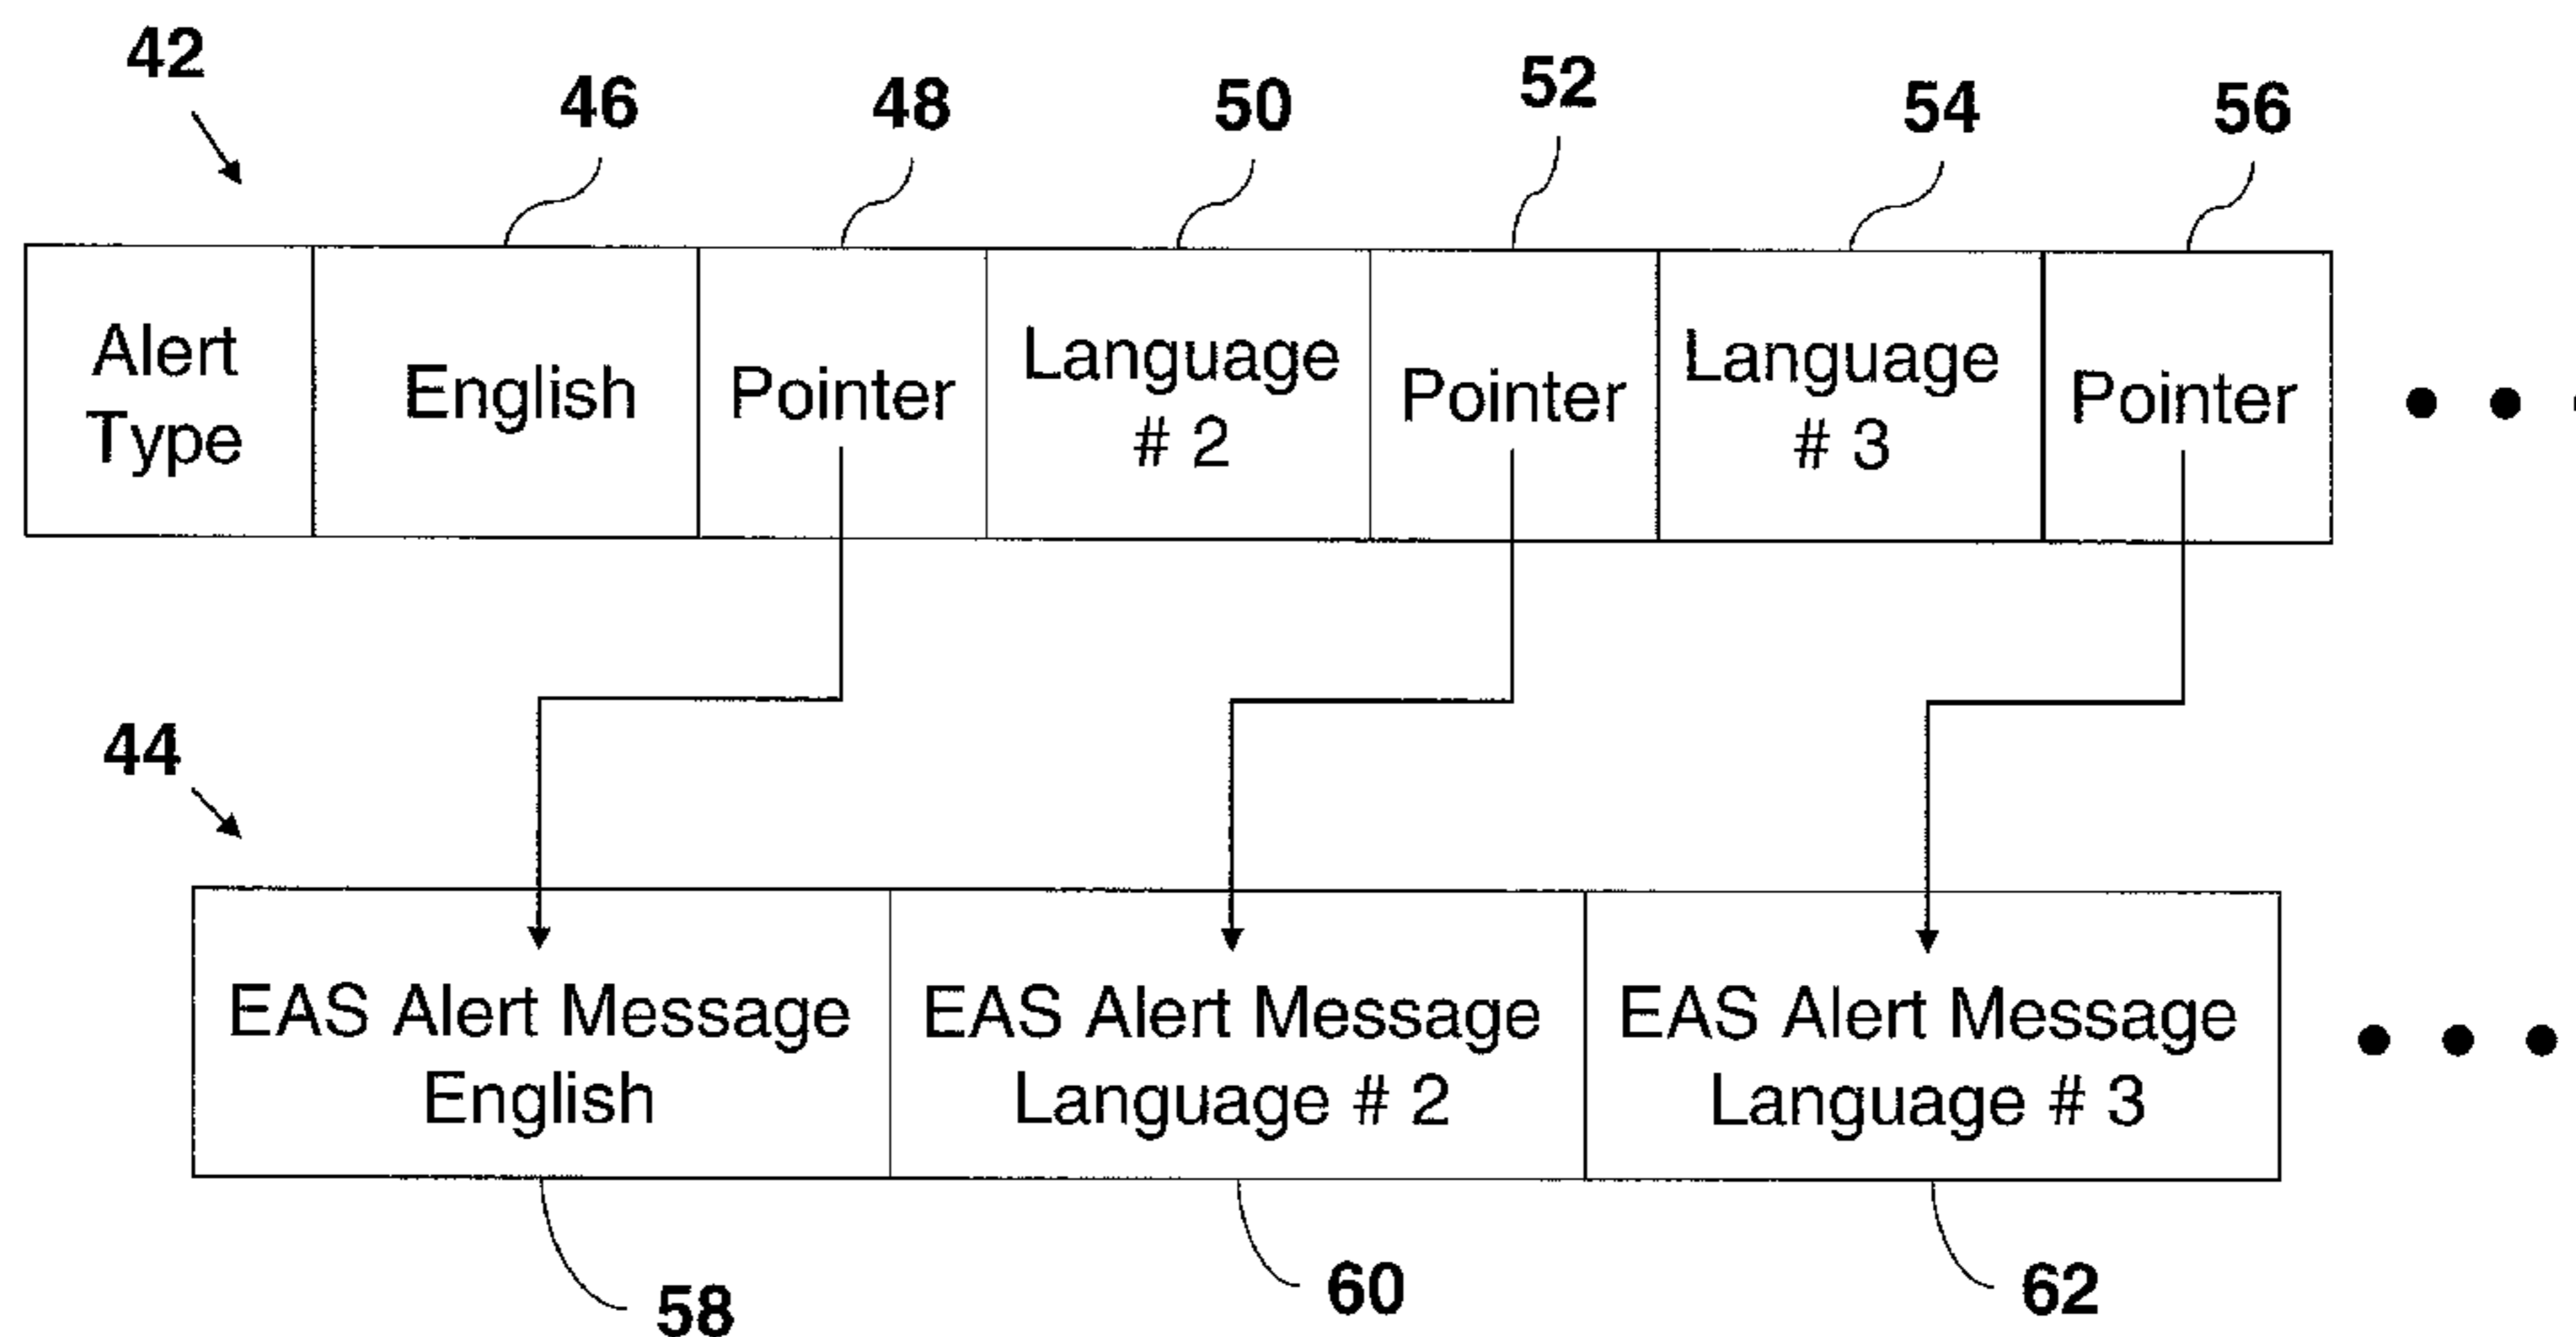 42
46
48
50
52
54
56
Alert
Type
English
Pointer
Language
# 2
Pointer
Language
# 3
Pointer
44
EAS Alert Message
English
EAS Alert Message
Language # 2
EAS Alert Message
Language # 3
58
60
62